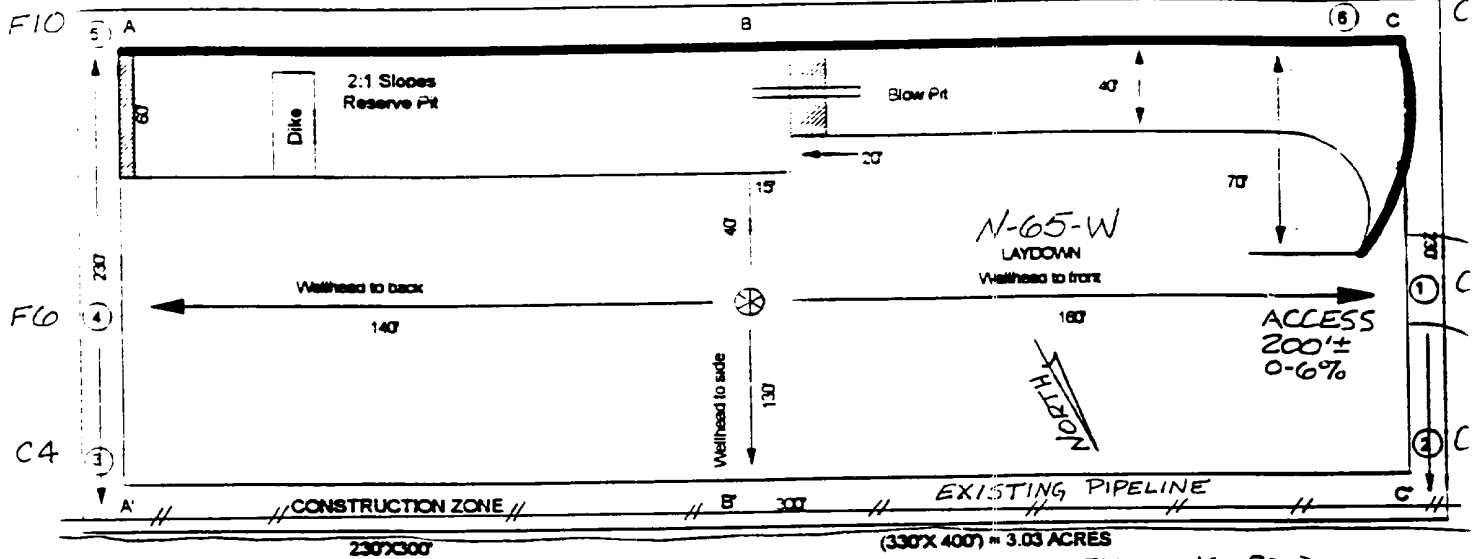 F10 5 A B 6 C C
2:1 Slopes
Reserve Pit
60'
Dike
Blow Pit
40'
20'
70'
15'
40'
N-65-W
LAYDOWN
Wellhead to front
160'
Wellhead to back
140'
230'
230'
F6 4
1 C
ACCESS
200'±
0-6%
Wellhead to side
130'
NORTH
C4 3
2 C
A' B' 300' C'
CONSTRUCTION ZONE
EXISTING PIPELINE
230'X300'
(330'X 400') = 3.03 ACRES